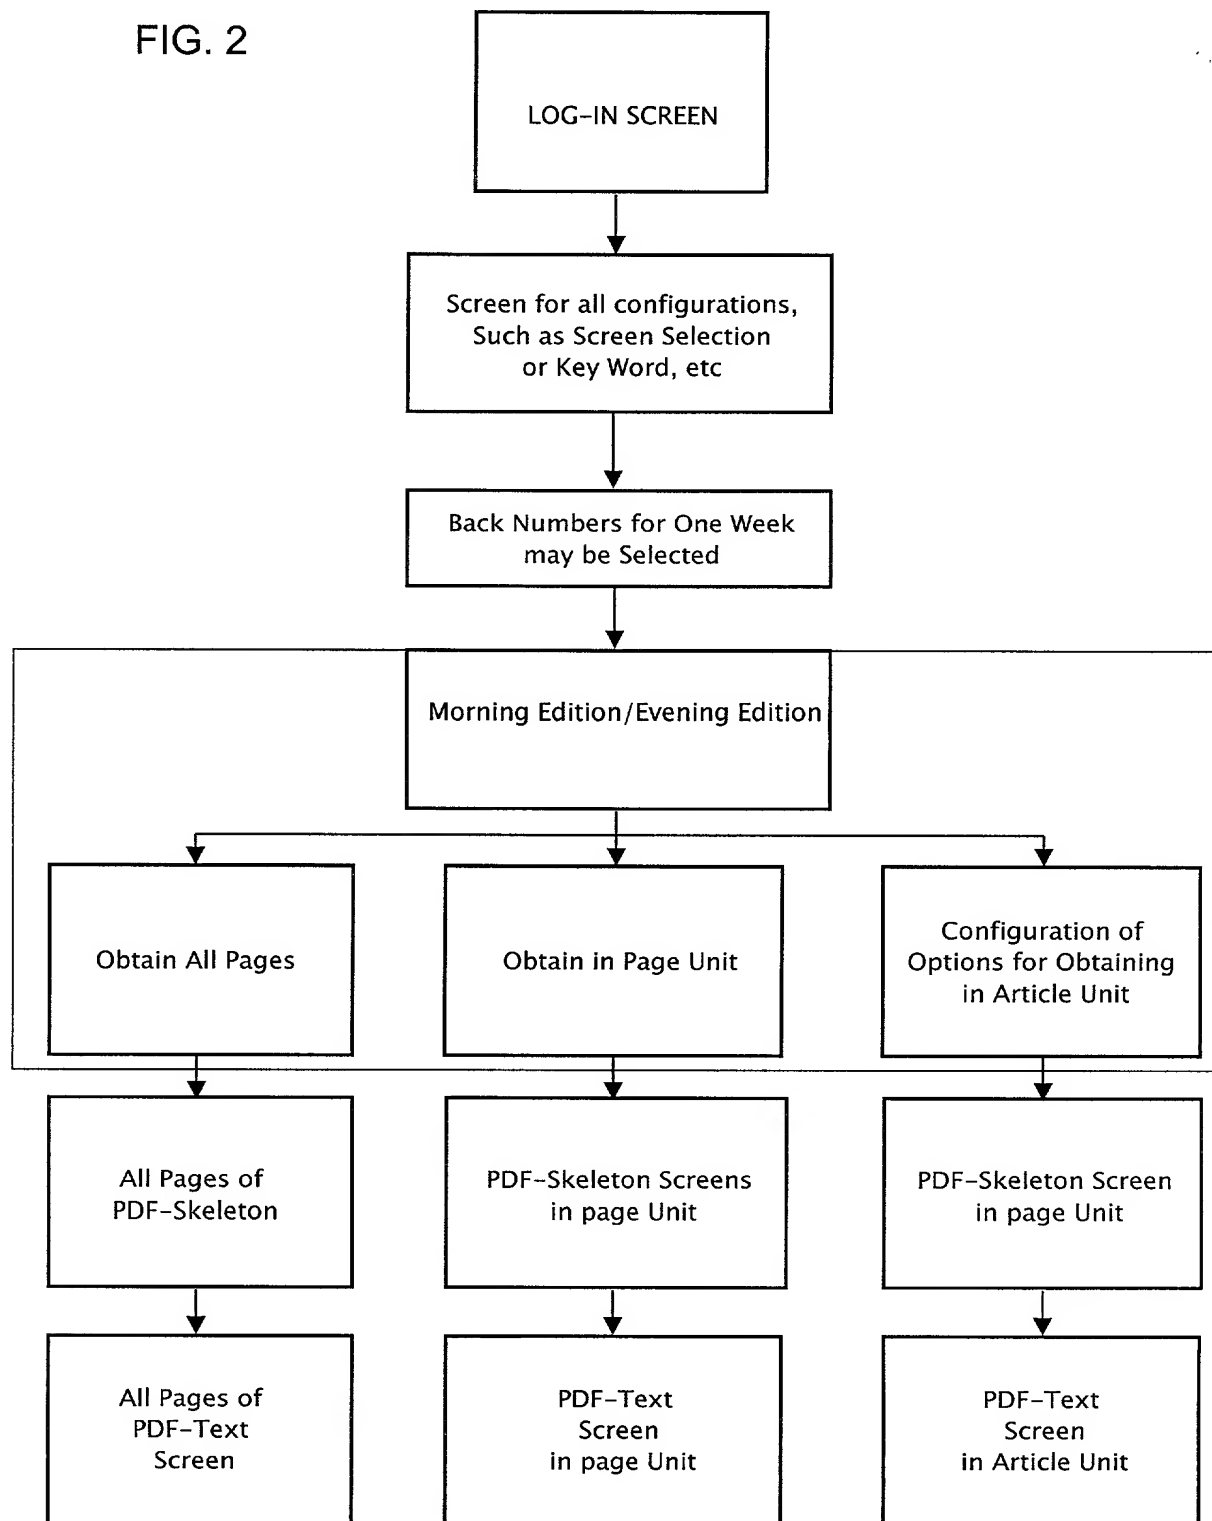 FIG. 2
LOG-IN SCREEN
Screen for all configurations,
Such as Screen Selection
or Key Word, etc
Back Numbers for One Week
may be Selected
Morning Edition/Evening Edition
Obtain All Pages
Obtain in Page Unit
Configuration of
Options for Obtaining
in Article Unit
All Pages of
PDF-Skeleton
PDF-Skeleton Screens
in page Unit
PDF-Skeleton Screen
in page Unit
All Pages of
PDF-Text
Screen
PDF-Text
Screen
in page Unit
PDF-Text
Screen
in Article Unit